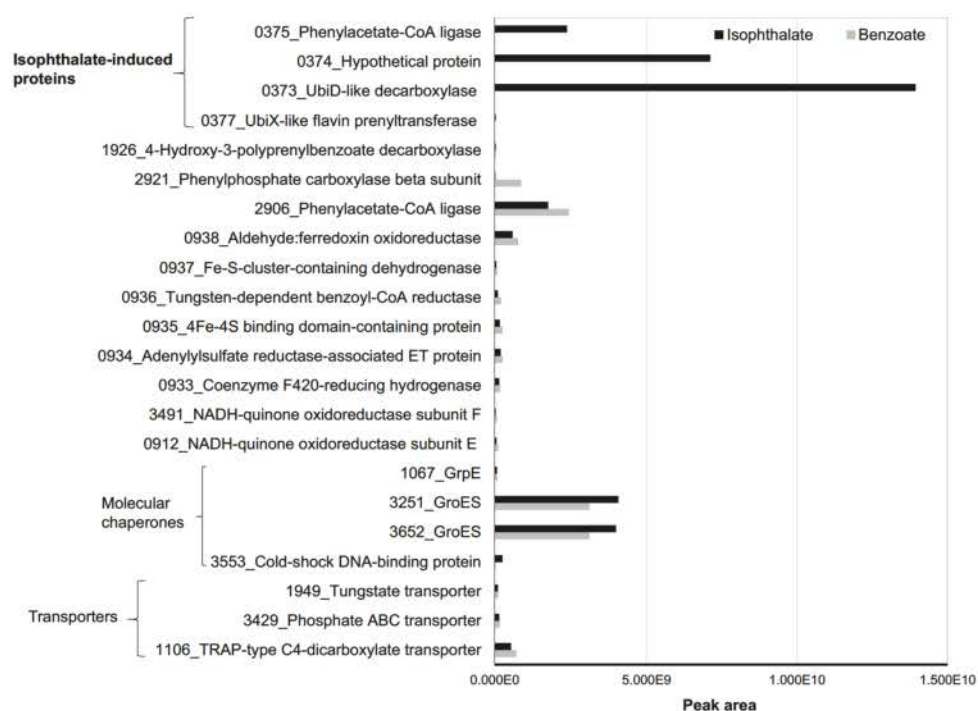 0375_Phenylacetate-CoA ligase
Isophthalate Benzoate
Isophthalate-induced
proteins
0374_Hypothetical protein
0373_UbiD-like decarboxylase
0377_UbiX-like flavin prenyltransferase
1926_4-Hydroxy-3-polyprenylbenzoate decarboxylase
2921_Phenylphosphate carboxylase beta subunit
2906_Phenylacetate-CoA ligase
0938_Aldehyde:ferredoxin oxidoreductase
0937_Fe-S-cluster-containing dehydrogenase
0936_Tungsten-dependent benzoyl-CoA reductase
0935_4Fe-4S binding domain-containing protein
0934_Adenylylsulfate reductase-associated ET protein
0933_Coenzyme F420-reducing hydrogenase
3491_NADH-quinone oxidoreductase subunit F
0912_NADH-quinone oxidoreductase subunit E
Molecular
chaperones
1067_GrpE
3251_GroES
3652_GroES
3553_Cold-shock DNA-binding protein
Transporters
1949_Tungstate transporter
3429_Phosphate ABC transporter
1106_TRAP-type C4-dicarboxylate transporter
0.000E0 5.000E9 1.000E10 1.500E10
Peak area